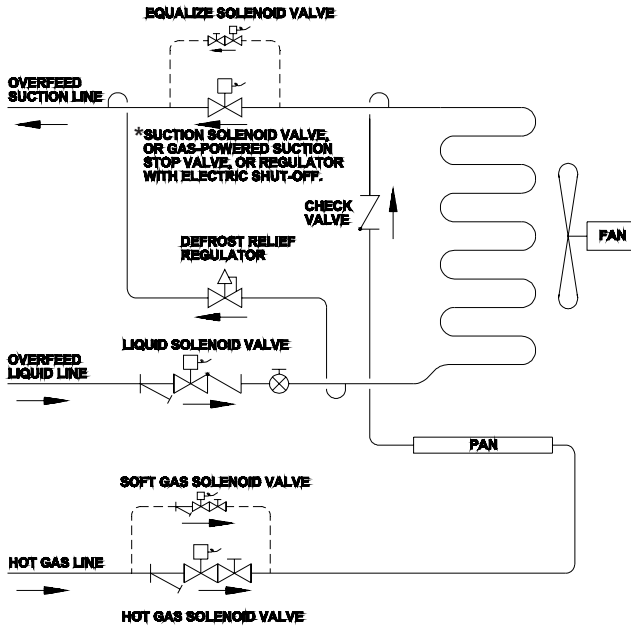 EQUALIZE SOLENOID VALVE
OVERFEED
SUCTION LINE
*SUCTION SOLENOID VALVE,
OR GAS-POWERED SUCTION
STOP VALVE, OR REGULATOR
WITH ELECTRIC SHUT-OFF.
CHECK
VALVE
FAN
DEFROST RELIEF
REGULATOR
LIQUID SOLENOID VALVE
OVERFEED
LIQUID LINE
PAN
SOFT GAS SOLENOID VALVE
HOT GAS LINE
HOT GAS SOLENOID VALVE